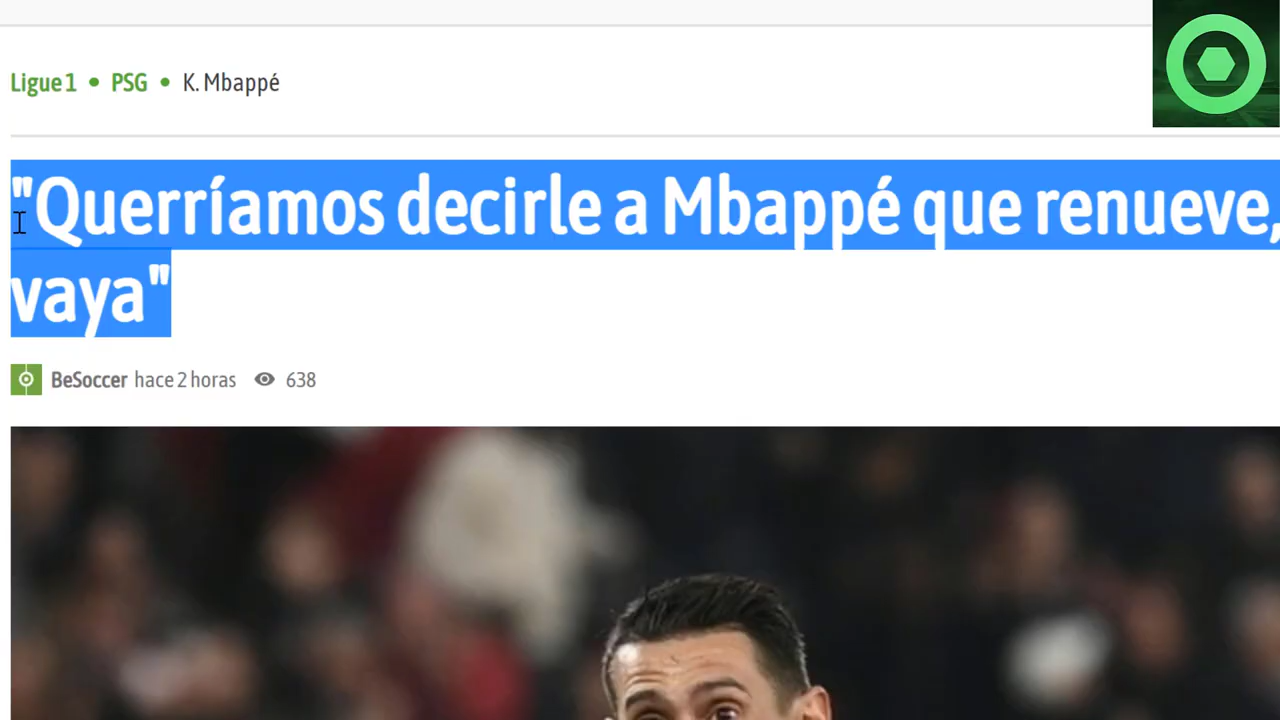 Ligue 1 • PSG • K. Mbappé
"Querríamos decirle a Mbappé que renueve,
vaya"
BeSoccer hace 2 horas 638